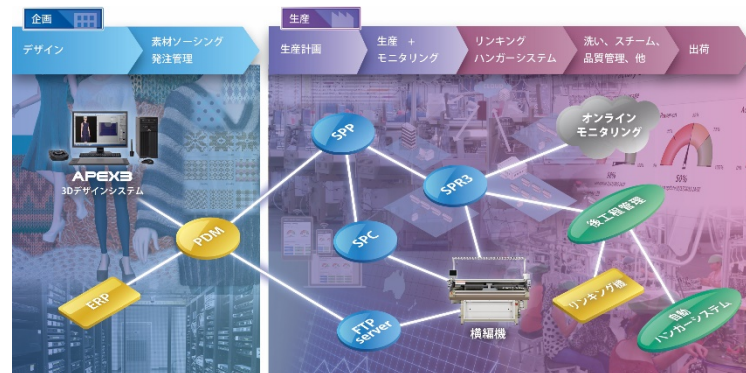 企画
生産
デザイン
素材ソーシング
発注管理
生産計画
生産 +
モニタリング
リンキング
ハンガーシステム
洗い、スチーム、
品質管理、他
出荷
APEX3
3Dデザインシステム
PDM
ERP
SPP
SPR3
SPC
FTP
server
横編機
オンライン
モニタリング
後工程管理
リンキング機
自動
ハンガーシステム
50%
50%